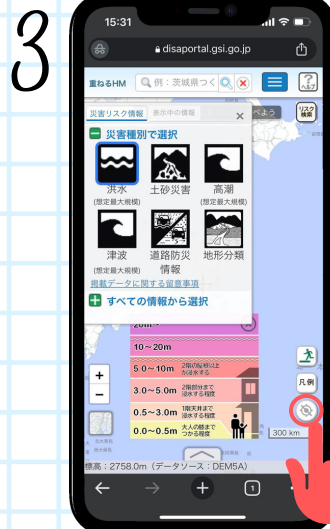 3
15:31
disaportal.gsi.go.jp
重ねるHM
例：茨城県つく
ヘルプ
災害リスク情報
表示中の情報
×
べよう
リスク検索
災害種別で選択
洪水
土砂災害
高潮
(想定最大規模)
(想定最大規模)
津波
道路防災情報
地形分類
(想定最大規模)
掲載データに関する留意事項
すべての情報から選択
20m~
10~20m
5.0~10m 2階の屋根以上が浸水する
3.0~5.0m 2階部分まで浸水する程度
0.5~3.0m 1階天井まで浸水する程度
0.0~0.5m 大人の膝までつかる程度
凡例
300 km
標高：2758.0m（データソース：DEM5A）
1